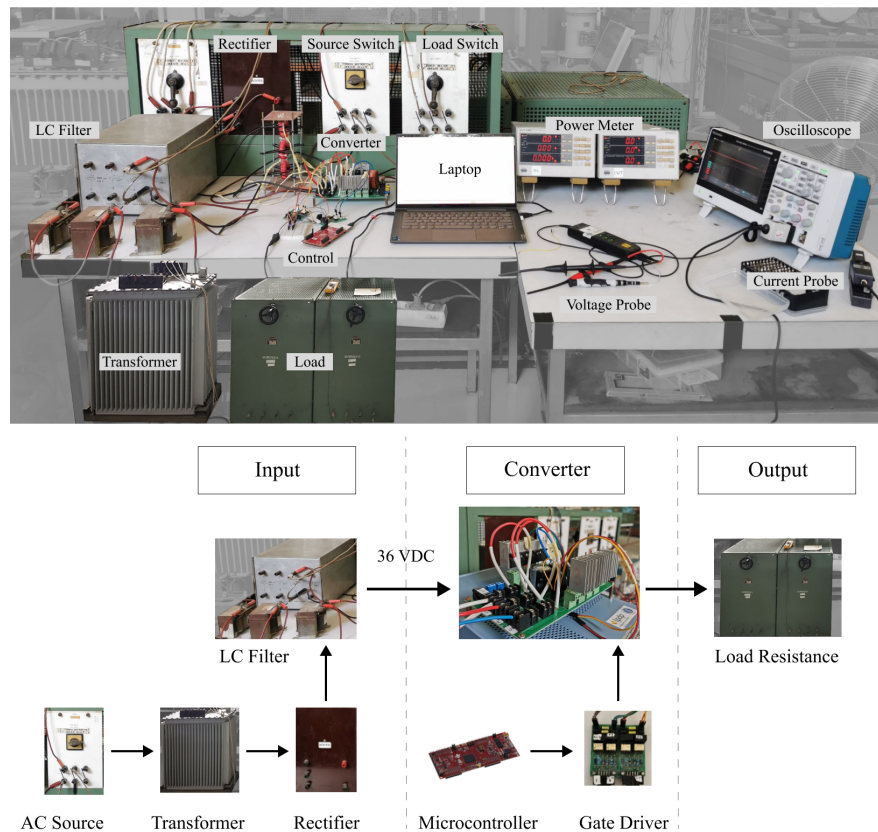 Rectifier
Source Switch
Load Switch
LC Filter
Converter
Power Meter
Oscilloscope
Laptop
Control
Voltage Probe
Current Probe
Transformer
Load
Input
Converter
Output
36 VDC
LC Filter
Load Resistance
AC Source
Transformer
Rectifier
Microcontroller
Gate Driver